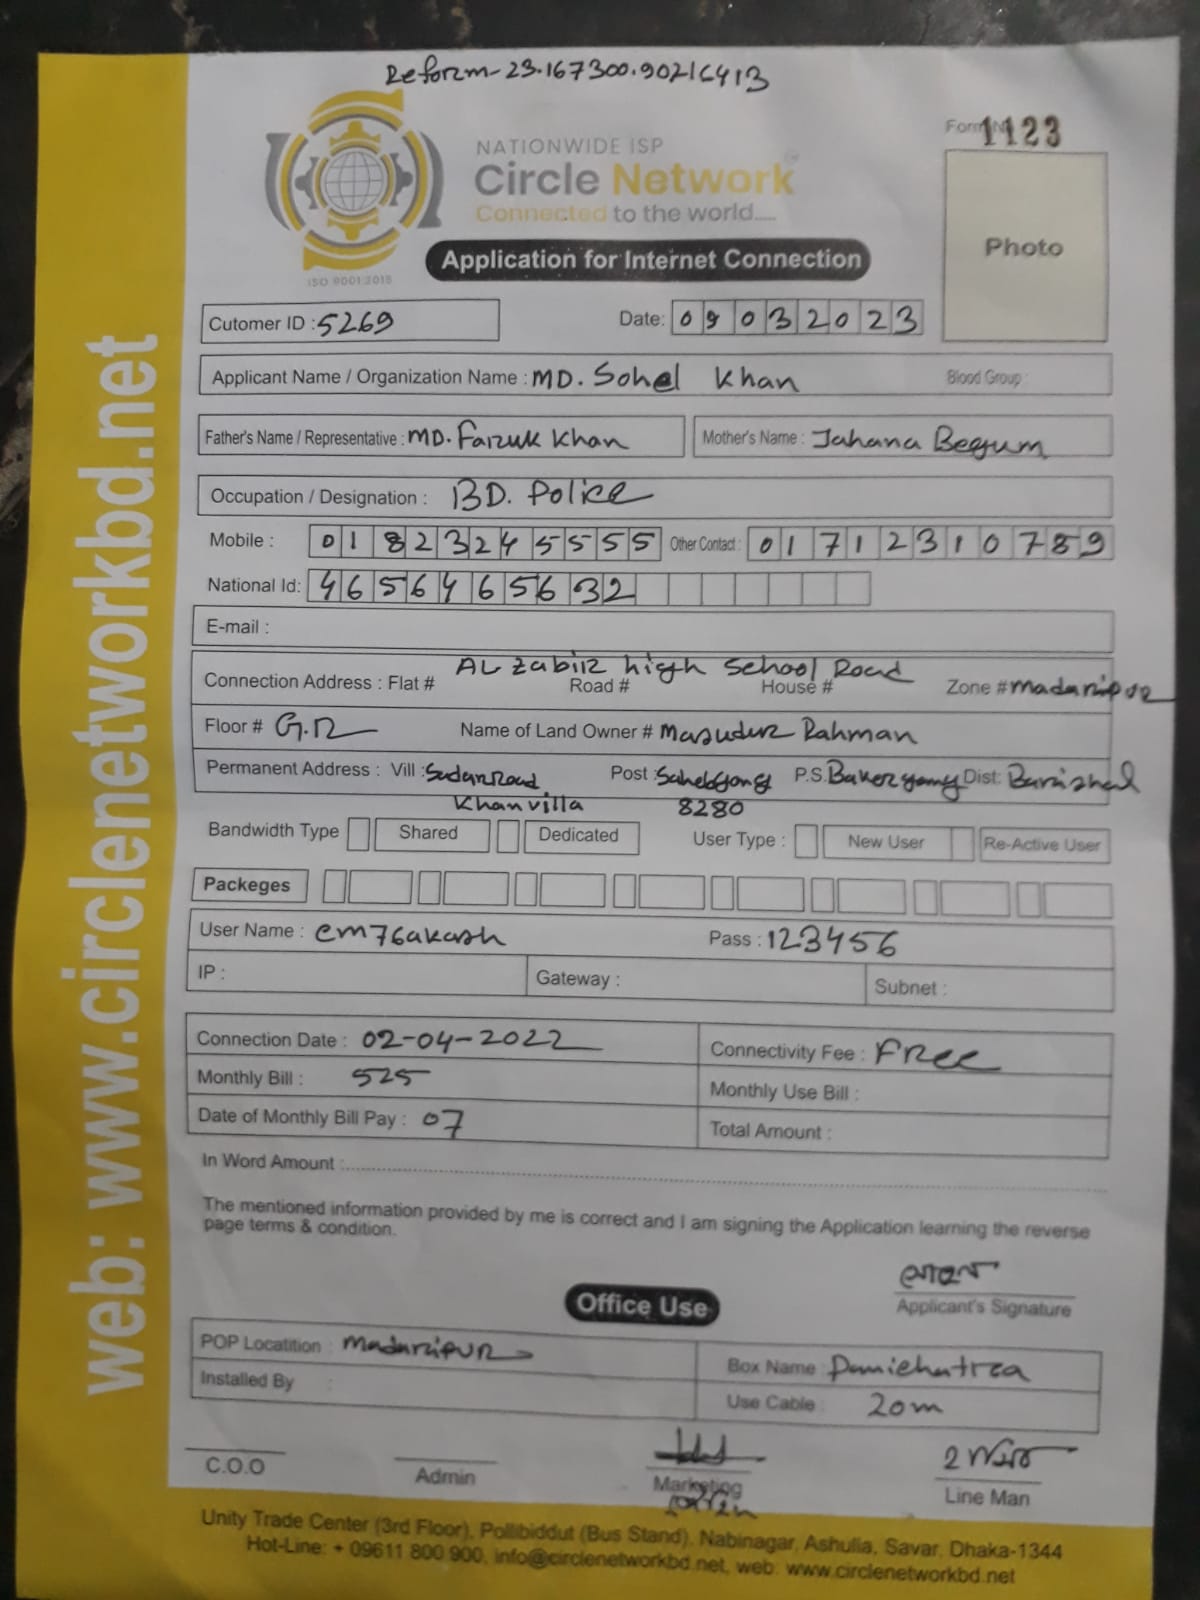 Reform-23.167300.90216413
Form No 1123
NATIONWIDE ISP
Circle Network
Connected to the world....
ISO 9001:2015
Application for Internet Connection
Photo
Cutomer ID : 5269
Date: 09032023
Applicant Name / Organization Name : MD. Sohel Khan
Blood Group :
Father's Name / Representative : MD. Faruk Khan
Mother's Name : Jahana Begum
Occupation / Designation : BD. Police
Mobile : 01823245555
Other Contact : 01712310789
National Id: 4656465632
E-mail :
AL Zabir high School Road
Connection Address : Flat # Road # House # Zone # madaripur
Floor # G.R Name of Land Owner # Masudur Rahman
Permanent Address : Vill : Post : P.S. Dist:
Khan villa 8280
Bandwidth Type Shared Dedicated User Type : New User Re-Active User
Packeges
User Name : em76akash Pass : 123456
IP : Gateway : Subnet :
Connection Date : 02-04-2022
Connectivity Fee : Free
Monthly Bill : 525
Monthly Use Bill :
Date of Monthly Bill Pay : 07
Total Amount :
In Word Amount :
The mentioned information provided by me is correct and I am signing the Application learning the reverse
page terms & condition.
Applicant's Signature
Office Use
POP Locatition : madaripur
Box Name :
Installed By :
Use Cable : 20m
C.O.O
Admin
Marketing
Line Man
Unity Trade Center (3rd Floor), Pollibiddut (Bus Stand), Nabinagar, Ashulia, Savar, Dhaka-1344
Hot-Line: + 09611 800 900, info@circlenetworkbd.net, web: www.circlenetworkbd.net
web: www.circlenetworkbd.net